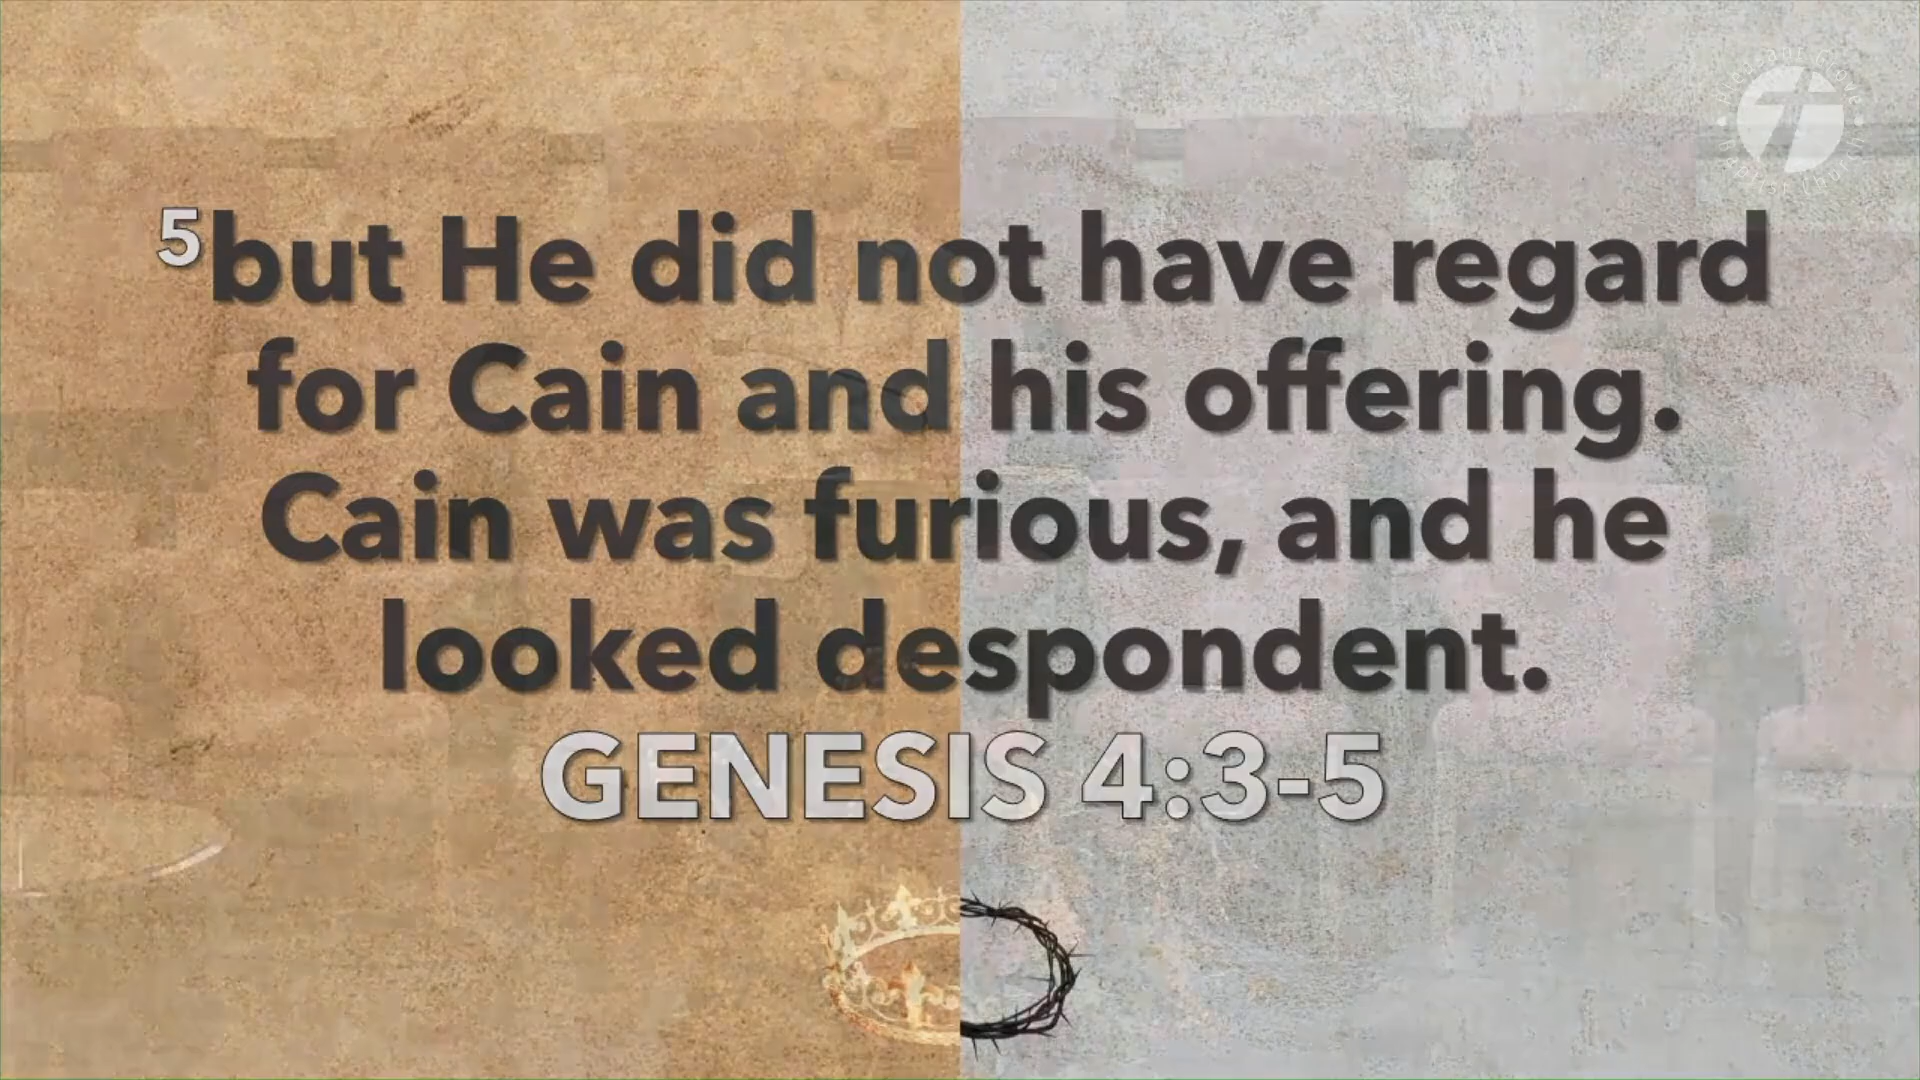 5but He did not have regard
for Cain and his offering.
Cain was furious, and he
looked despondent.
GENESIS 4:3-5